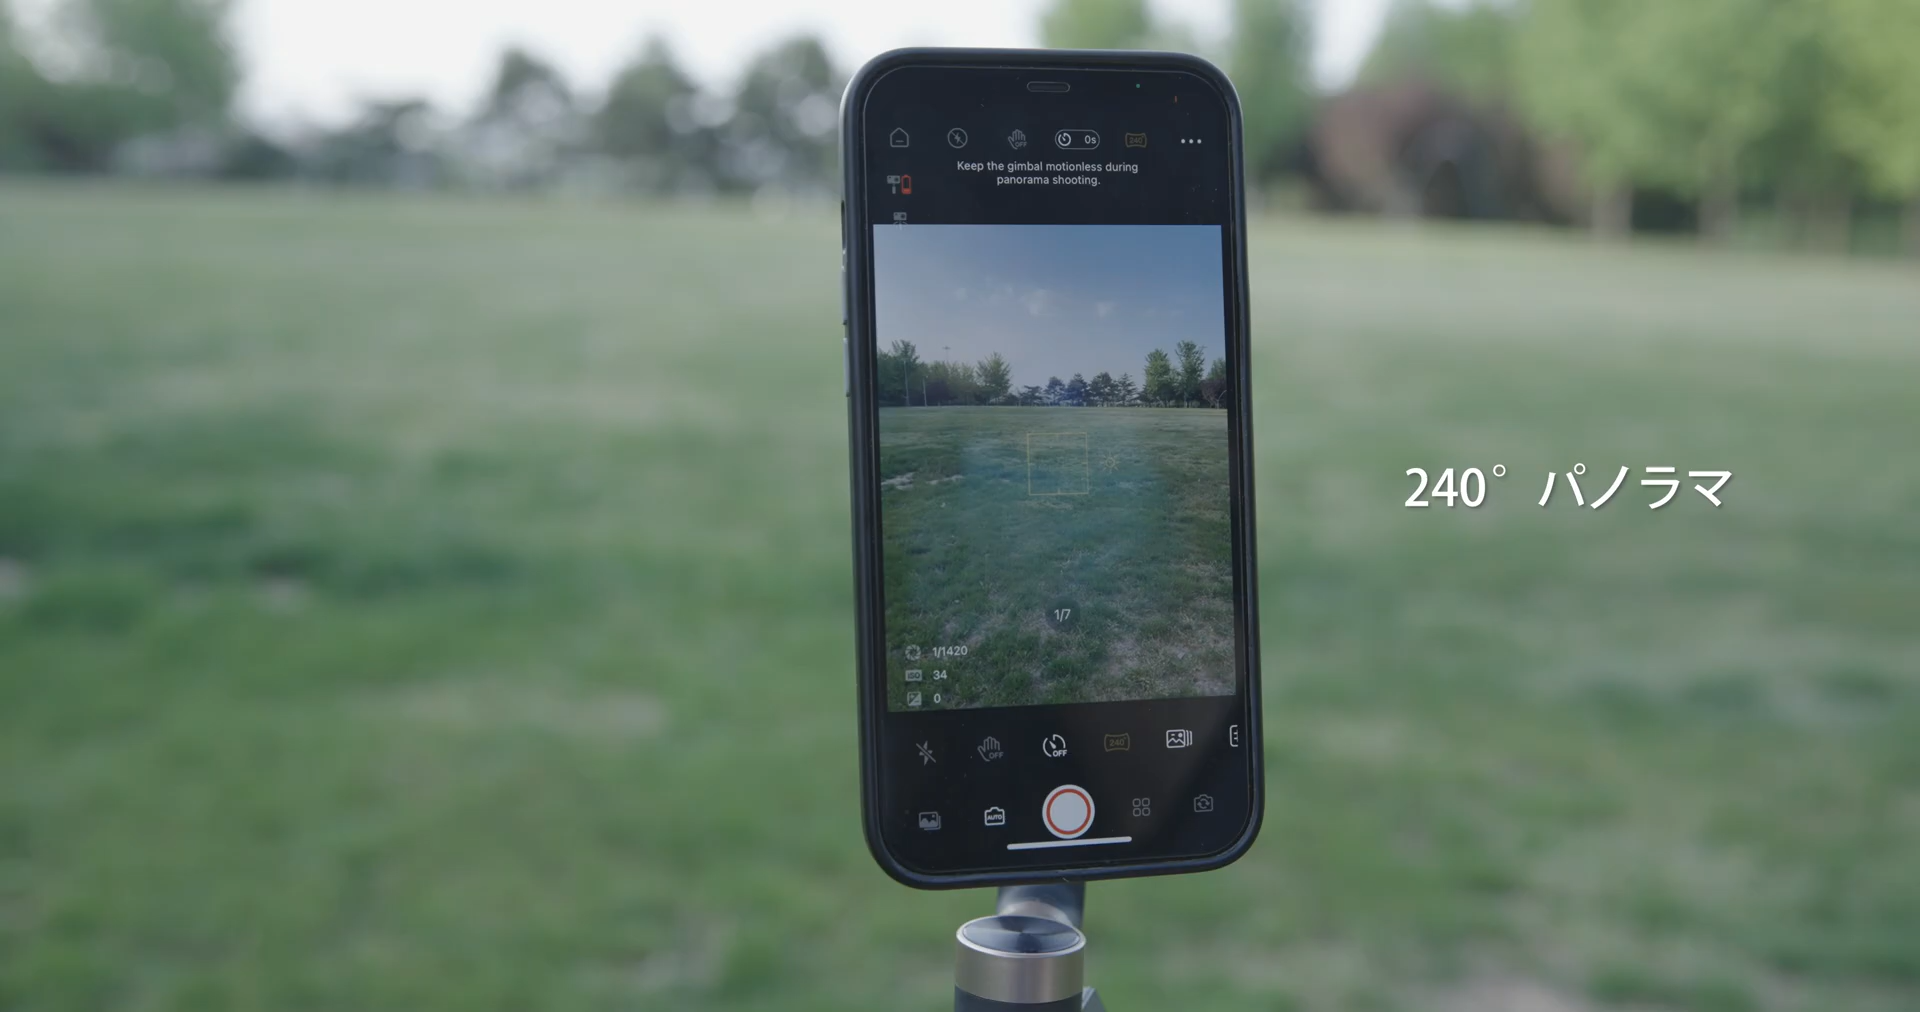 OFF
0s
240°
Keep the gimbal motionless during
panorama shooting.
240° パノラマ
1/7
1/1420
ISO
34
0
OFF
OFF
240°
AUTO